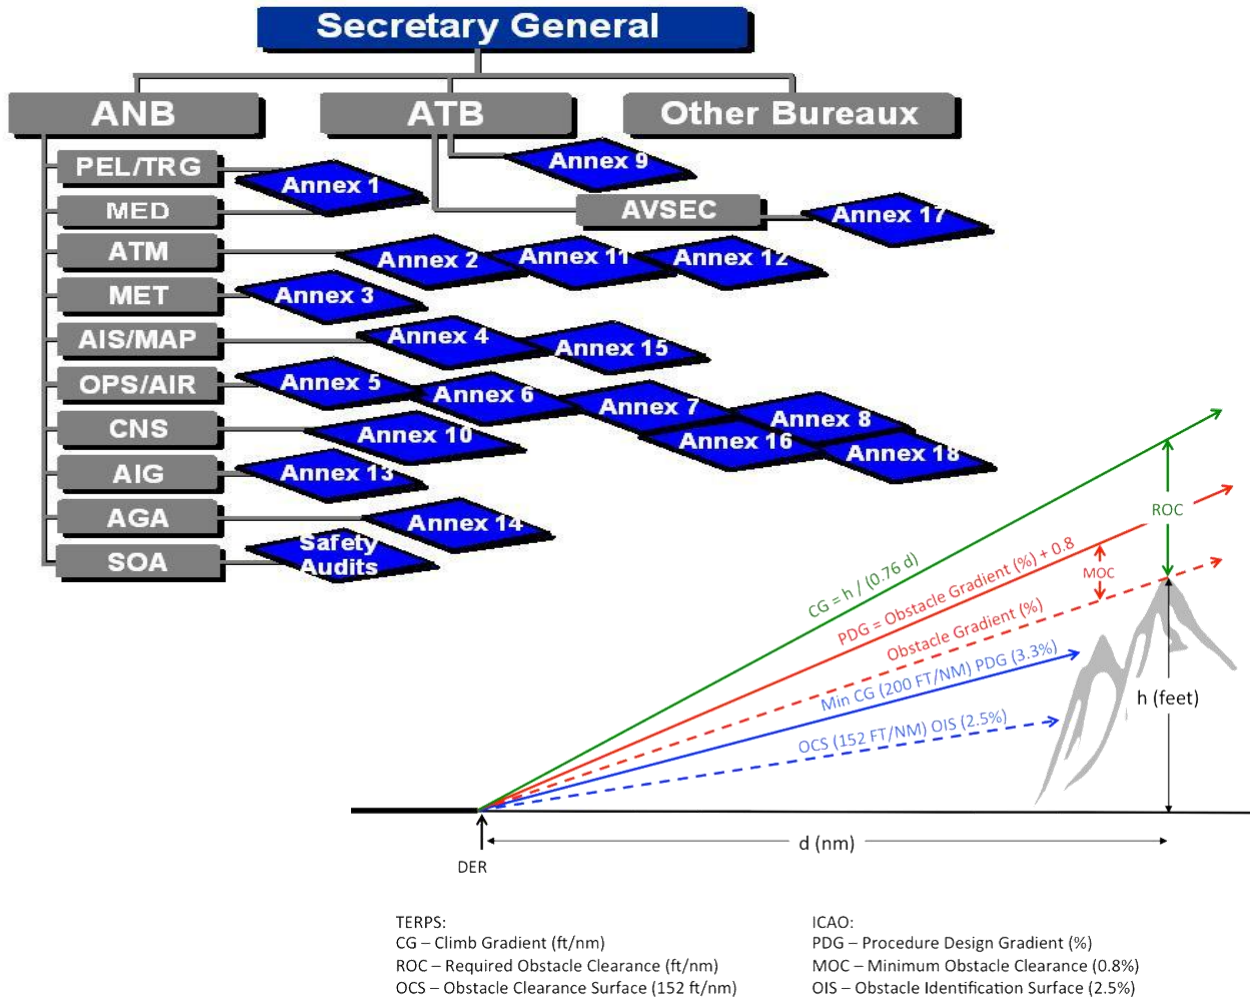 Secretary General
ANB
ATB
Other Bureaux
PEL/TRG
Annex 1
Annex 9
MED
AVSEC
Annex 17
ATM
Annex 2
Annex 11
Annex 12
MET
Annex 3
AIS/MAP
Annex 4
Annex 15
OPS/AIR
Annex 5
Annex 6
Annex 7
Annex 8
CNS
Annex 10
Annex 16
Annex 18
AIG
Annex 13
AGA
Annex 14
SOA
Safety
Audits
ROC
MOC
CG = h / (0.76 d)
PDG = Obstacle Gradient (%) + 0.8
Obstacle Gradient (%)
Min CG (200 FT/NM) PDG (3.3%)
OCS (152 FT/NM) OIS (2.5%)
h (feet)
d (nm)
DER
TERPS:
CG – Climb Gradient (ft/nm)
ROC – Required Obstacle Clearance (ft/nm)
OCS – Obstacle Clearance Surface (152 ft/nm)
ICAO:
PDG – Procedure Design Gradient (%)
MOC – Minimum Obstacle Clearance (0.8%)
OIS – Obstacle Identification Surface (2.5%)